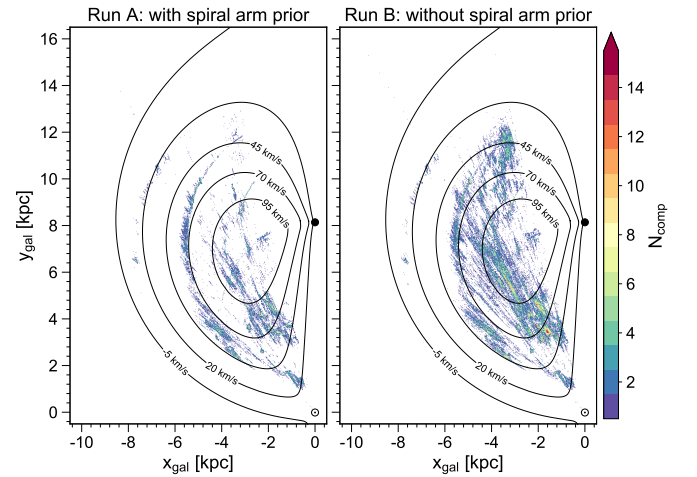 Run A: with spiral arm prior
Run B: without spiral arm prior
16
14
12
10
8
6
4
2
0
y_gal [kpc]
45 km/s
70 km/s
95 km/s
-5 km/s
20 km/s
45 km/s
70 km/s
95 km/s
-5 km/s
20 km/s
14
12
10
8
6
4
2
N_comp
-10 -8 -6 -4 -2 0
-10 -8 -6 -4 -2 0
x_gal [kpc]
x_gal [kpc]